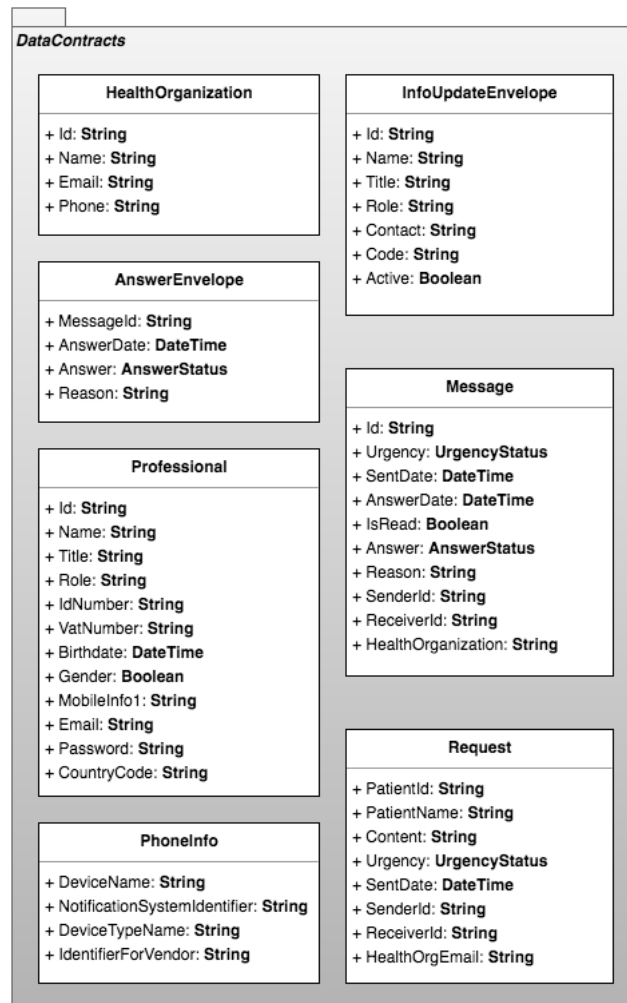 DataContracts
HealthOrganization
+ Id: String
+ Name: String
+ Email: String
+ Phone: String
AnswerEnvelope
+ MessageId: String
+ AnswerDate: DateTime
+ Answer: AnswerStatus
+ Reason: String
Professional
+ Id: String
+ Name: String
+ Title: String
+ Role: String
+ IdNumber: String
+ VatNumber: String
+ Birthdate: DateTime
+ Gender: Boolean
+ MobileInfo1: String
+ Email: String
+ Password: String
+ CountryCode: String
PhoneInfo
+ DeviceName: String
+ NotificationSystemIdentifier: String
+ DeviceTypeName: String
+ IdentifierForVendor: String
InfoUpdateEnvelope
+ Id: String
+ Name: String
+ Title: String
+ Role: String
+ Contact: String
+ Code: String
+ Active: Boolean
Message
+ Id: String
+ Urgency: UrgencyStatus
+ SentDate: DateTime
+ AnswerDate: DateTime
+ IsRead: Boolean
+ Answer: AnswerStatus
+ Reason: String
+ SenderId: String
+ ReceiverId: String
+ HealthOrganization: String
Request
+ PatientId: String
+ PatientName: String
+ Content: String
+ Urgency: UrgencyStatus
+ SentDate: DateTime
+ SenderId: String
+ ReceiverId: String
+ HealthOrgEmail: String